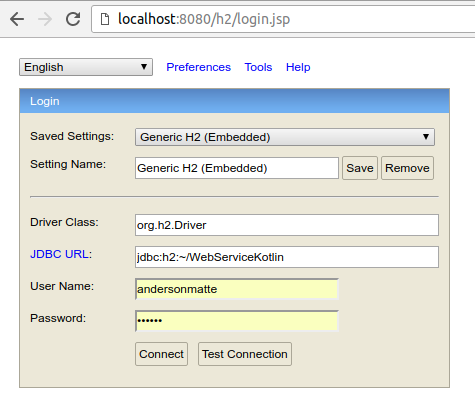 localhost:8080/h2/login.jsp
English Preferences Tools Help
Login
Saved Settings: Generic H2 (Embedded)
Setting Name: Generic H2 (Embedded) Save Remove
Driver Class: org.h2.Driver
JDBC URL: jdbc:h2:~/WebServiceKotlin
User Name: andersonmatte
Password: ••••••
Connect Test Connection